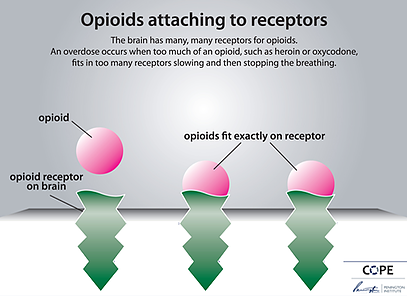 Opioids attaching to receptors
The brain has many, many receptors for opioids.
An overdose occurs when too much of an opioid, such as heroin or oxycodone,
fits in too many receptors slowing and then stopping the breathing.
opioid
opioids fit exactly on receptor
opioid receptor
on brain
COPE
PENINGTON
INSTITUTE